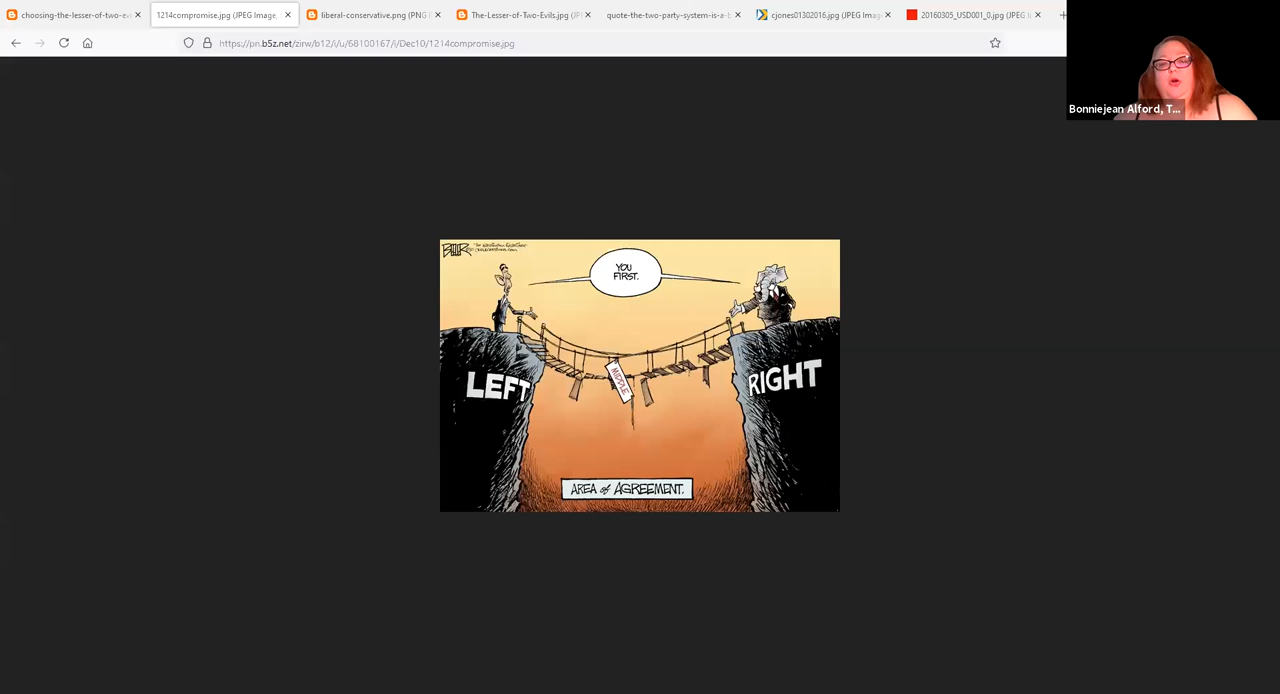 choosing-the-lesser-of-two-ev
1214compromise.jpg (JPEG Image,
liberal-conservative.png (PNG
The-Lesser-of-Two-Evils.jpg (JP
quote-the-two-party-system-is-a-b
cjones01302016.jpg (JPEG Imag
20160305_USD001_0.jpg (JPEG I
https://pn.b5z.net/zirw/b12/i/u/68100167/i/Dec10/1214compromise.jpg
Bonniejean Alford, T...
YOU
FIRST.
LEFT
MIDDLE
RIGHT
AREA of AGREEMENT.